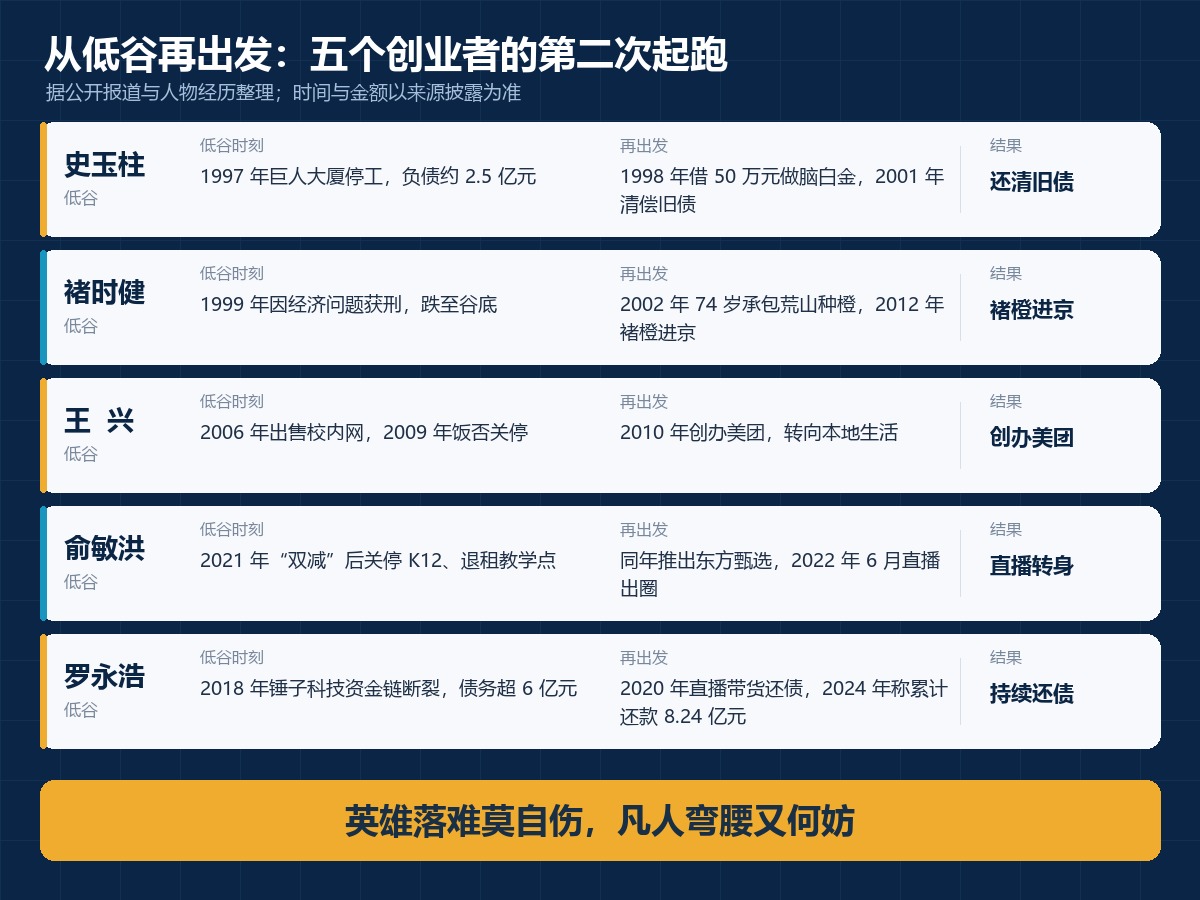 从低谷再出发：五个创业者的第二次起跑
据公开报道与人物经历整理；时间与金额以来源披露为准
史玉柱
低谷
低谷时刻
1997 年巨人大厦停工，负债约 2.5 亿元
再出发
1998 年借 50 万元做脑白金，2001 年
清偿旧债
结果
还清旧债
褚时健
低谷
低谷时刻
1999 年因经济问题获刑，跌至谷底
再出发
2002 年 74 岁承包荒山种橙，2012 年
褚橙进京
结果
褚橙进京
王 兴
低谷
低谷时刻
2006 年出售校内网，2009 年饭否关停
再出发
2010 年创办美团，转向本地生活
结果
创办美团
俞敏洪
低谷
低谷时刻
2021 年“双减”后关停 K12、退租教学点
再出发
同年推出东方甄选，2022 年 6 月直播
出圈
结果
直播转身
罗永浩
低谷
低谷时刻
2018 年锤子科技资金链断裂，债务超 6 亿元
再出发
2020 年直播带货还债，2024 年称累计
还款 8.24 亿元
结果
持续还债
英雄落难莫自伤，凡人弯腰又何妨